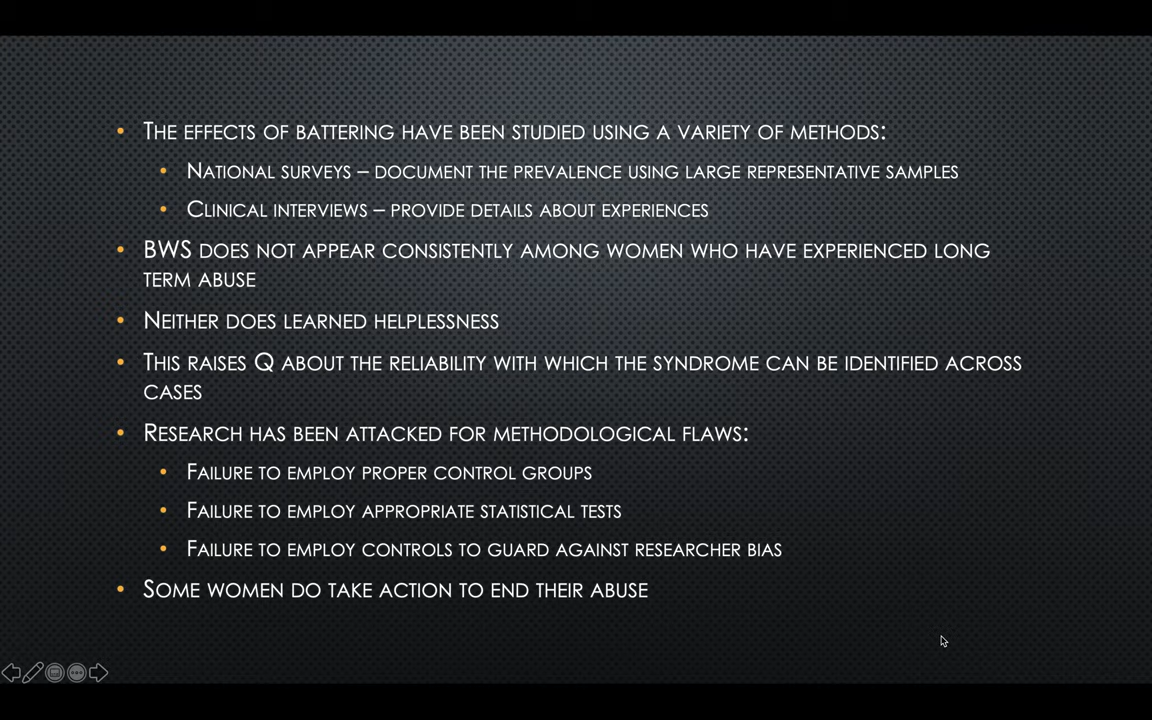 • The effects of battering have been studied using a variety of methods:
• National surveys – document the prevalence using large representative samples
• Clinical interviews – provide details about experiences
• BWS does not appear consistently among women who have experienced long
term abuse
• Neither does learned helplessness
• This raises Q about the reliability with which the syndrome can be identified across
cases
• Research has been attacked for methodological flaws:
• Failure to employ proper control groups
• Failure to employ appropriate statistical tests
• Failure to employ controls to guard against researcher bias
• Some women do take action to end their abuse